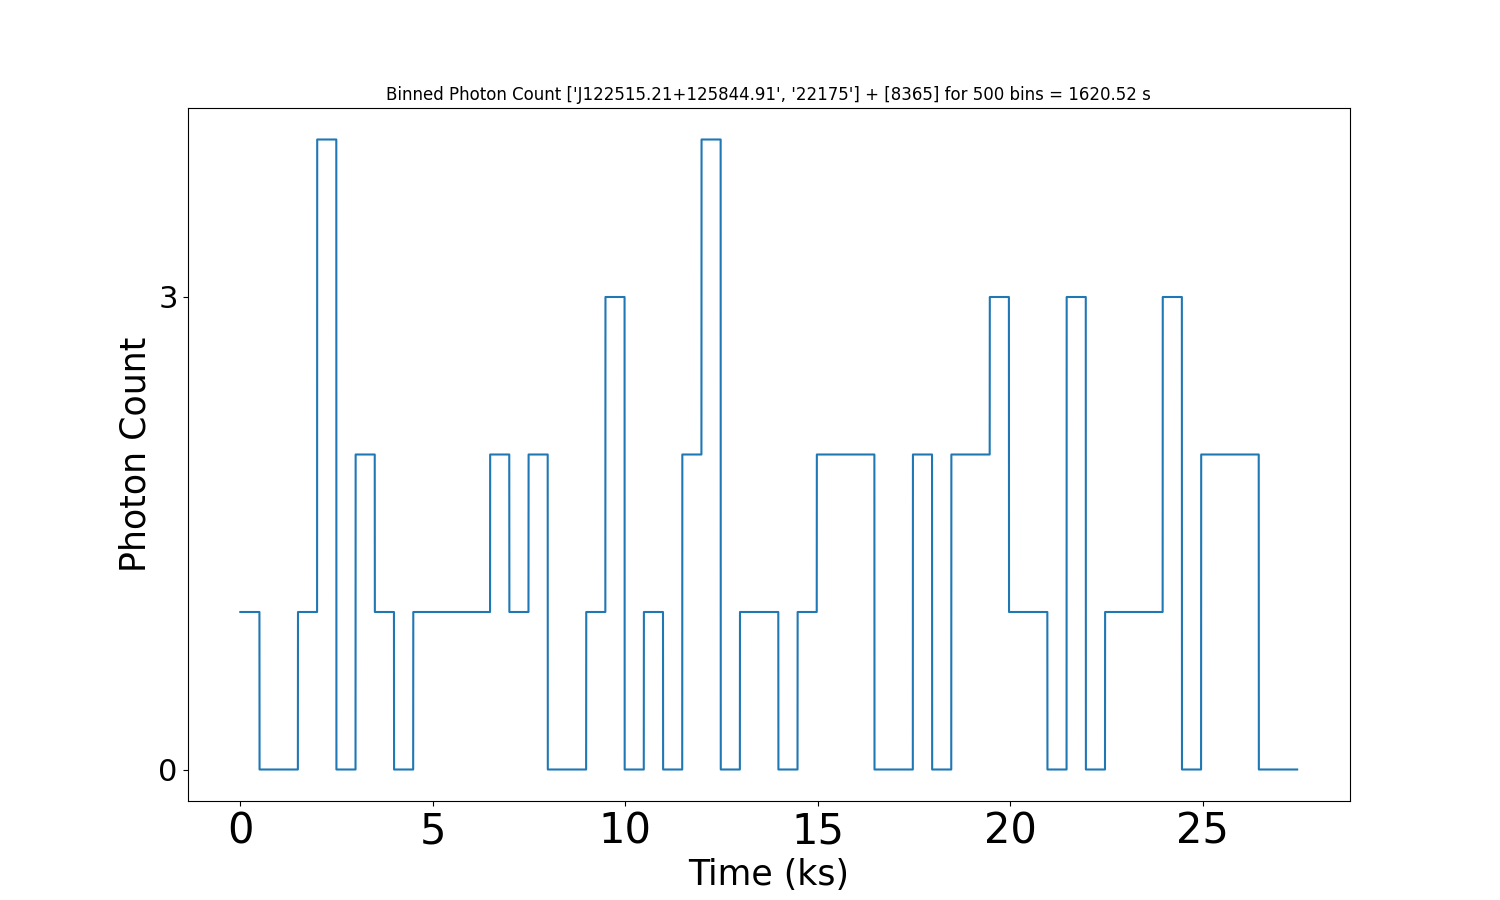 Binned Photon Count ['J122515.21+125844.91', '22175'] + [8365] for 500 bins = 1620.52 s
3
Photon Count
0
0 5 10 15 20 25
Time (ks)